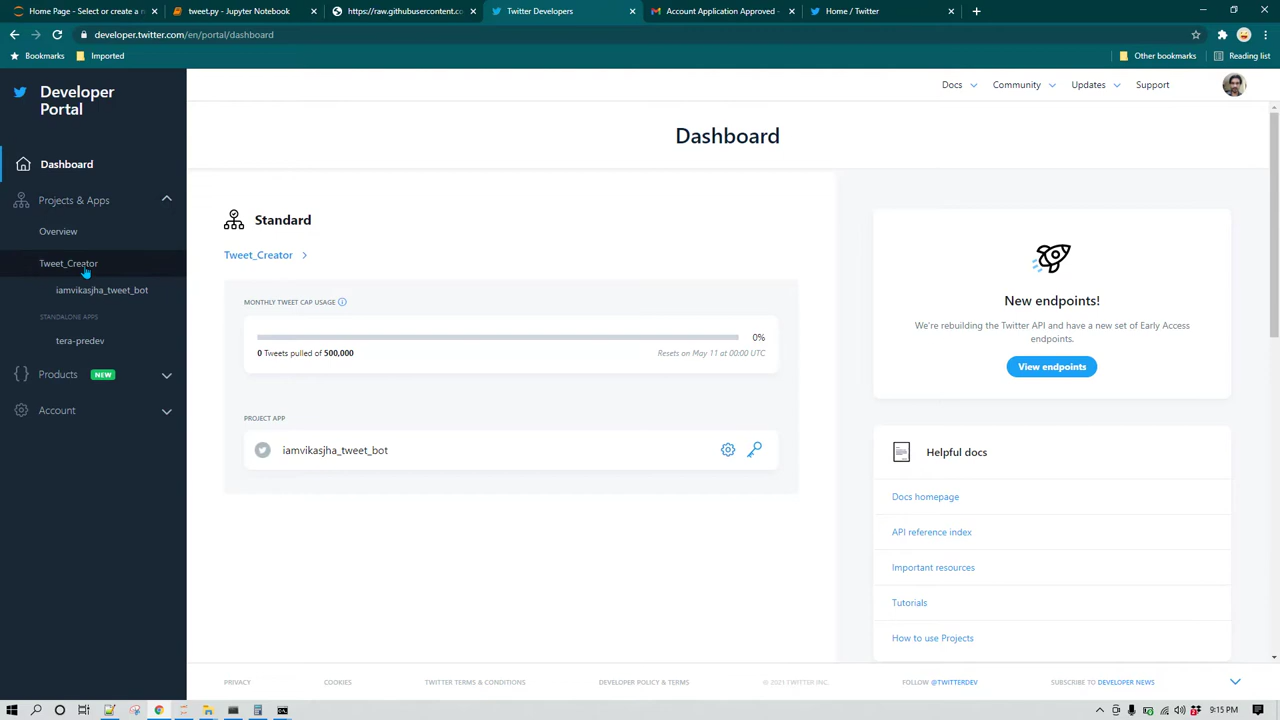 Home Page - Select or create a n
tweet.py - Jupyter Notebook
https://raw.githubusercontent.co
Twitter Developers
Account Application Approved -
Home / Twitter
developer.twitter.com/en/portal/dashboard
Bookmarks
Imported
Other bookmarks
Reading list
Developer
Portal
Docs
Community
Updates
Support
Dashboard
Dashboard
Projects & Apps
Overview
Tweet_Creator
iamvikasjha_tweet_bot
STANDALONE APPS
tera-predev
Products
NEW
Account
Standard
Tweet_Creator
MONTHLY TWEET CAP USAGE
0%
0 Tweets pulled of 500,000
Resets on May 11 at 00:00 UTC
PROJECT APP
iamvikasjha_tweet_bot
New endpoints!
We're rebuilding the Twitter API and have a new set of Early Access
endpoints.
View endpoints
Helpful docs
Docs homepage
API reference index
Important resources
Tutorials
How to use Projects
PRIVACY
COOKIES
TWITTER TERMS & CONDITIONS
DEVELOPER POLICY & TERMS
© 2021 TWITTER INC.
FOLLOW @TWITTERDEV
SUBSCRIBE TO DEVELOPER NEWS
9:15 PM